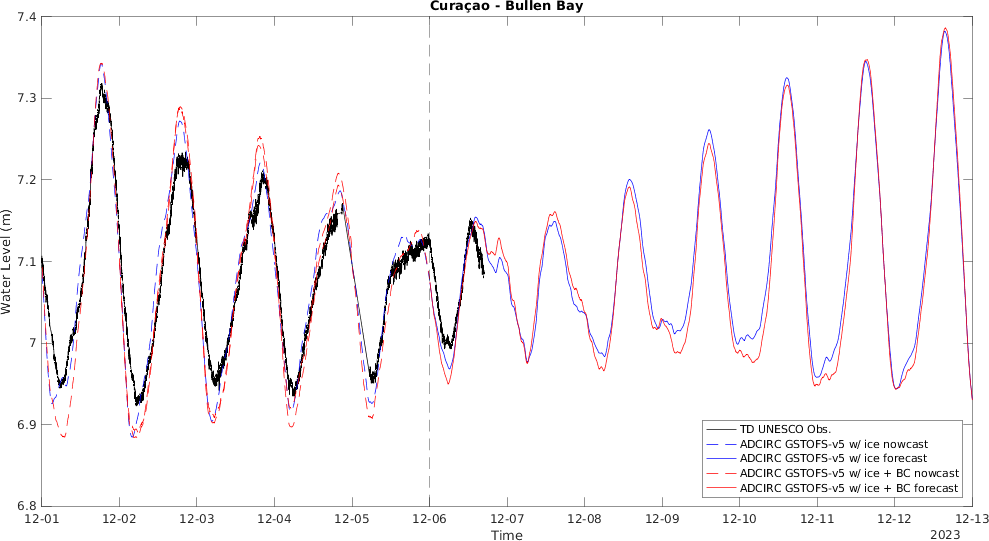 Curaçao - Bullen Bay
7.4
7.3
7.2
7.1
7
6.9
6.8
Water Level (m)
12-01 12-02 12-03 12-04 12-05 12-06 12-07 12-08 12-09 12-10 12-11 12-12 12-13
Time
2023
TD UNESCO Obs.
ADCIRC GSTOFS-v5 w/ ice nowcast
ADCIRC GSTOFS-v5 w/ ice forecast
ADCIRC GSTOFS-v5 w/ ice + BC nowcast
ADCIRC GSTOFS-v5 w/ ice + BC forecast